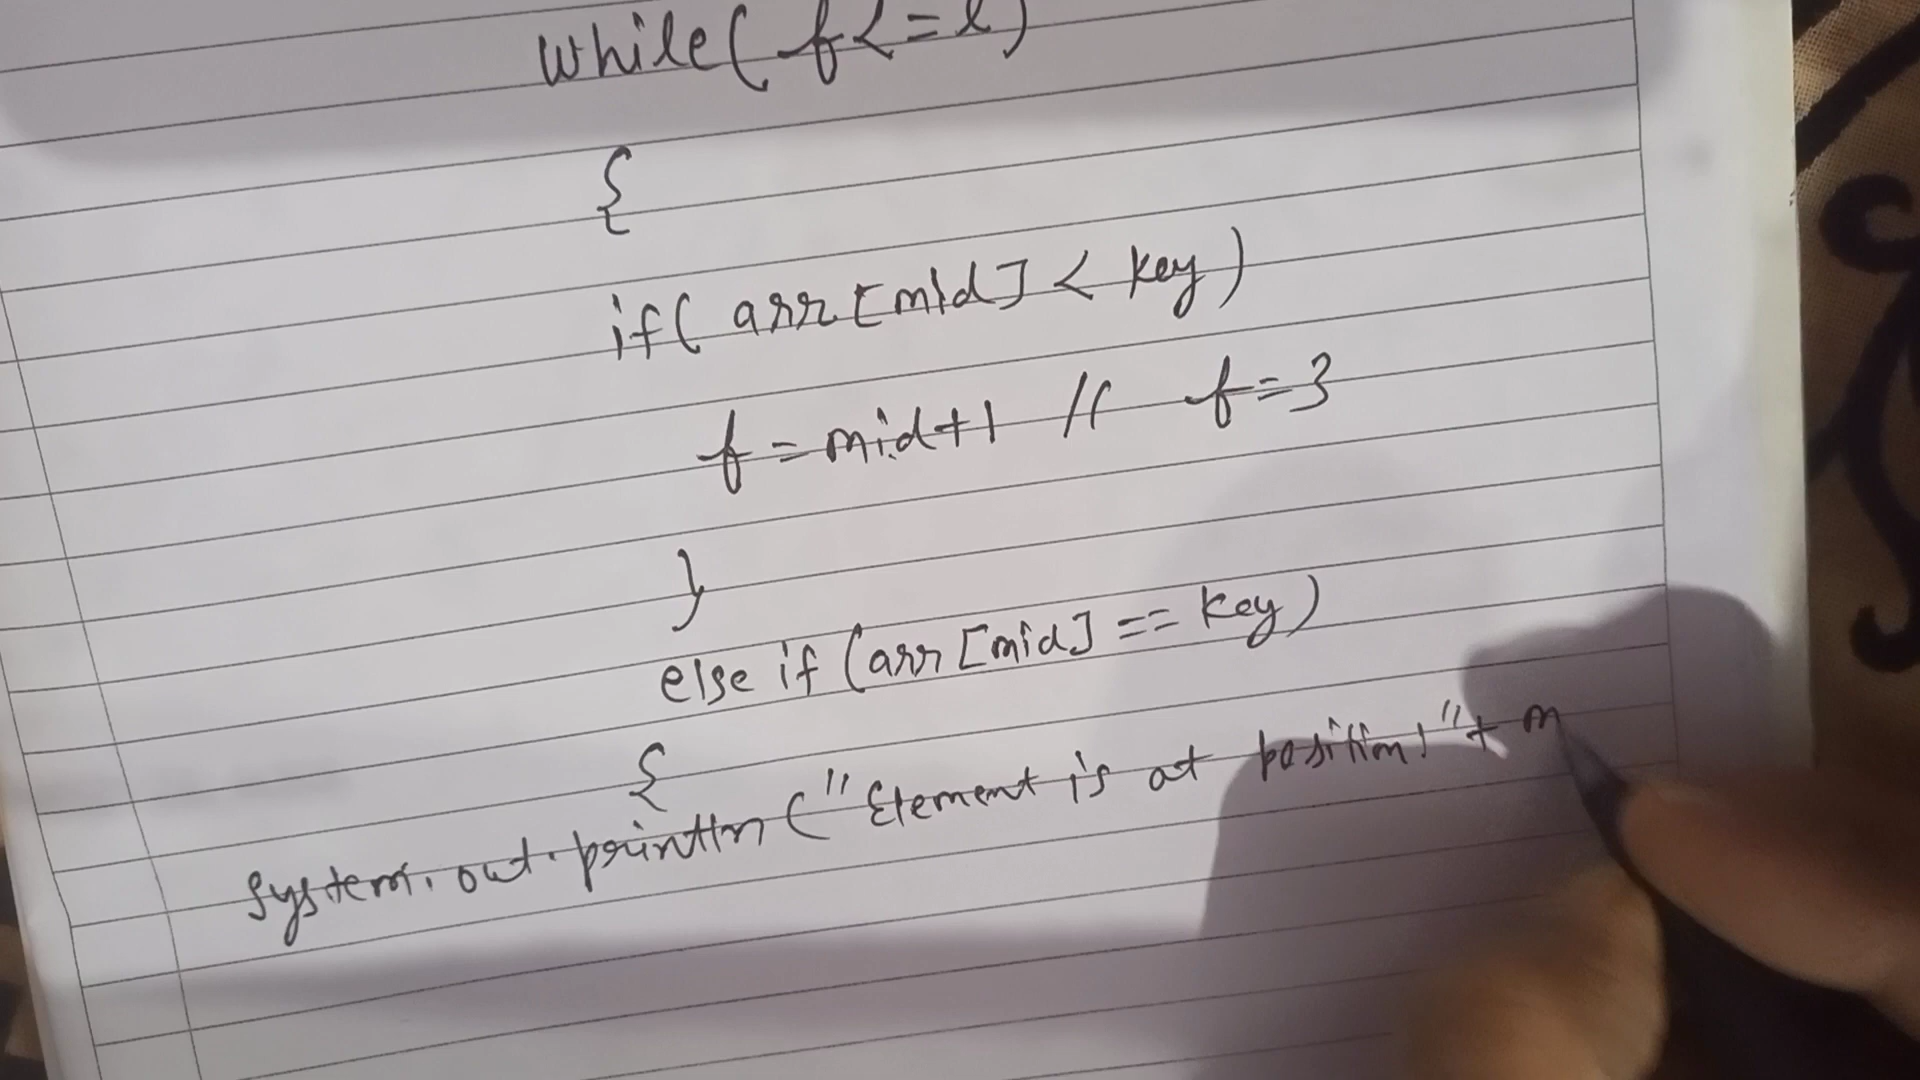 while( f<=l)
{
if( arr[mid] < key)
f=mid+1 // f=3
}
else if (arr[mid] == key)
{
System.out.println("Element is at position!"+ m